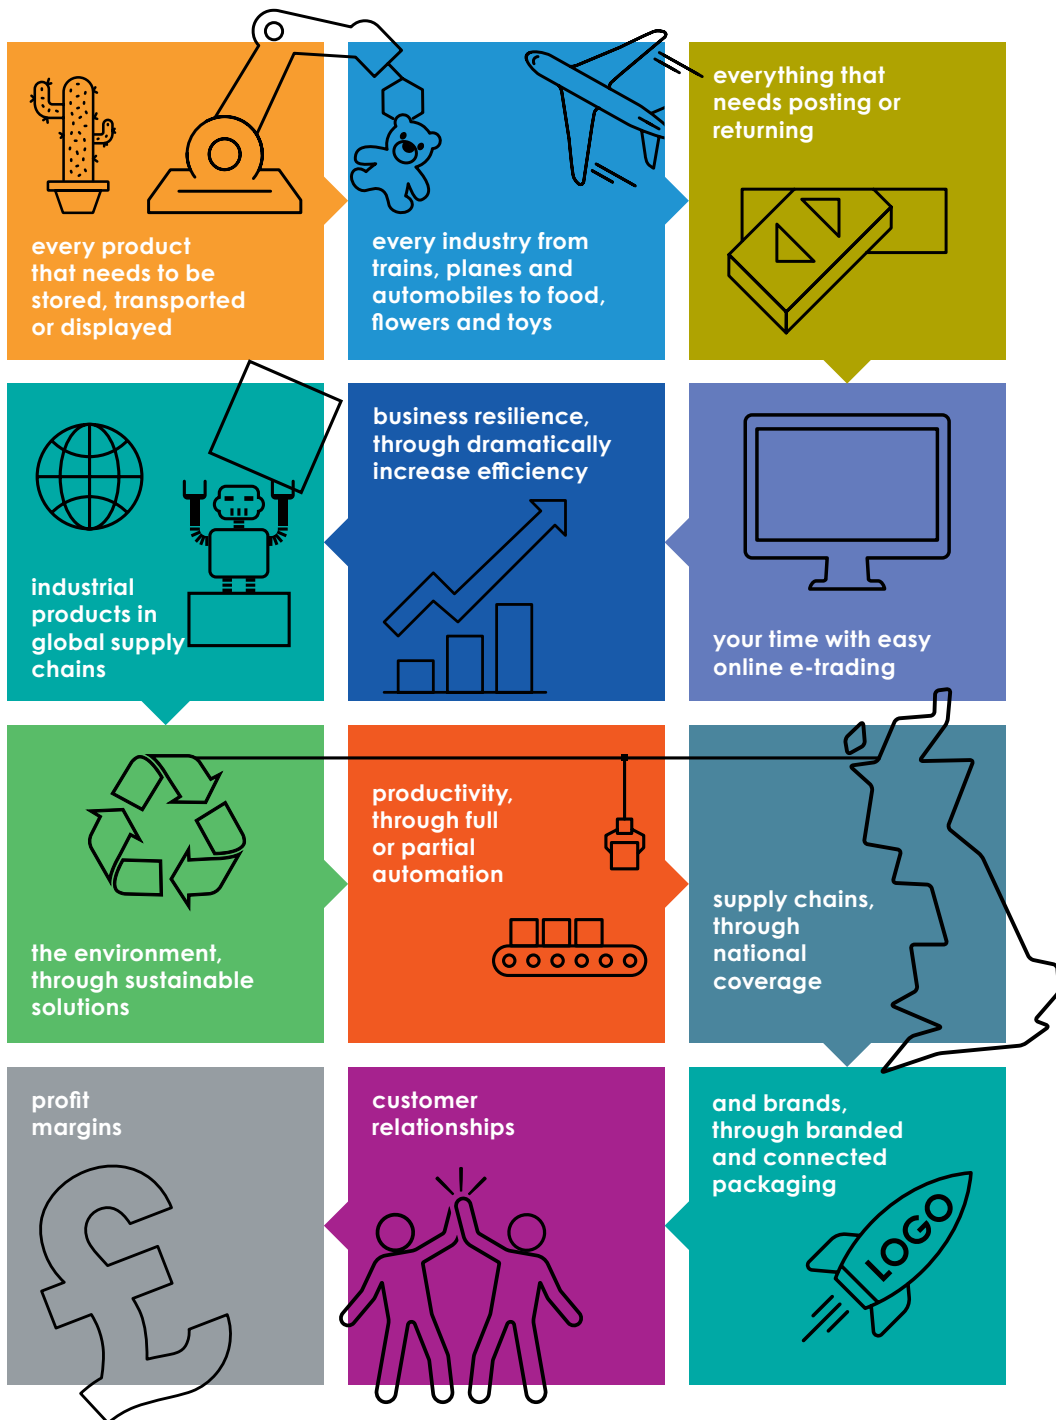 every product
that needs to be
stored, transported
or displayed
every industry from
trains, planes and
automobiles to food,
flowers and toys
everything that
needs posting or
returning
your time with easy
online e-trading
business resilience,
through dramatically
increase efficiency
industrial
products in
global supply
chains
the environment,
through sustainable
solutions
productivity,
through full
or partial
automation
supply chains,
through
national
coverage
and brands,
through branded
and connected
packaging
LOGO
customer
relationships
profit
margins